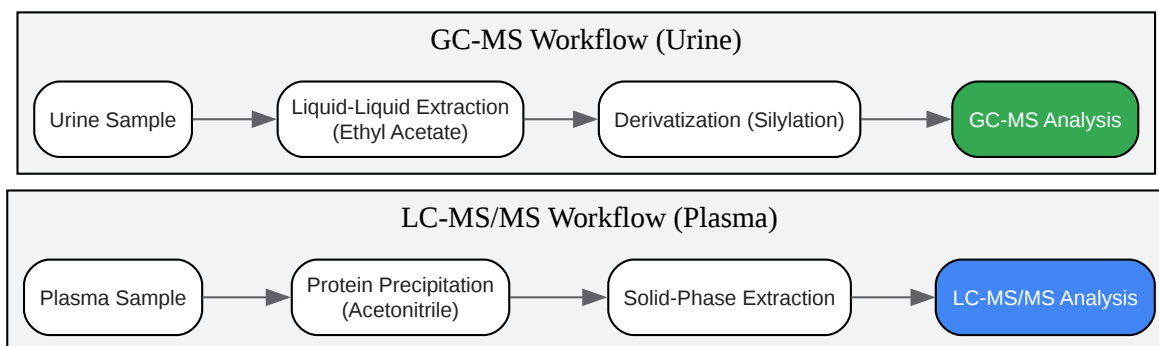 GC-MS Workflow (Urine)
Urine Sample
Liquid-Liquid Extraction
(Ethyl Acetate)
Derivatization (Silylation)
GC-MS Analysis
LC-MS/MS Workflow (Plasma)
Plasma Sample
Protein Precipitation
(Acetonitrile)
Solid-Phase Extraction
LC-MS/MS Analysis